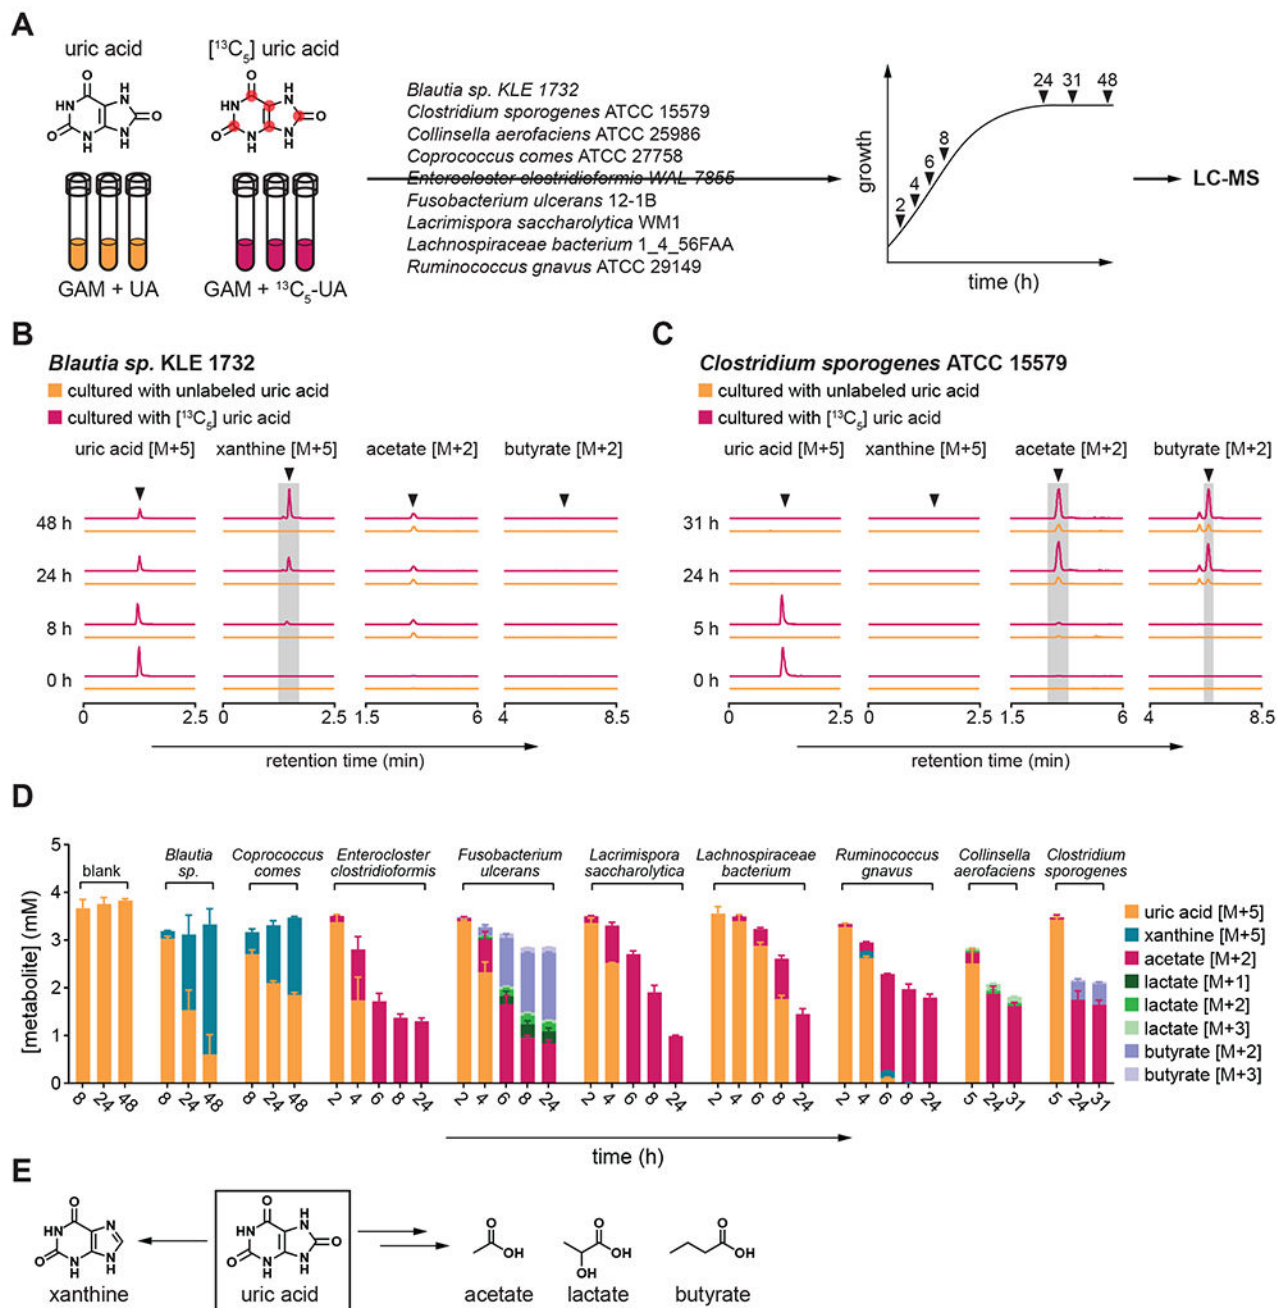 A
uric acid
[¹³C₅] uric acid
GAM + UA
GAM + ¹³C₅-UA
Blautia sp. KLE 1732
Clostridium sporogenes ATCC 15579
Collinsella aerofaciens ATCC 25986
Coprococcus comes ATCC 27758
Enterocloster clostridioformis WAL 7855
Fusobacterium ulcerans 12-1B
Lacrimispora saccharolytica WM1
Lachnospiraceae bacterium 1_4_56FAA
Ruminococcus gnavus ATCC 29149
growth
2 4 6 8 24 31 48
time (h)
LC-MS
B
Blautia sp. KLE 1732
cultured with unlabeled uric acid
cultured with [¹³C₅] uric acid
uric acid [M+5] xanthine [M+5] acetate [M+2] butyrate [M+2]
48 h
24 h
8 h
0 h
0 2.5 0 2.5 1.5 6 4 8.5
retention time (min)
C
Clostridium sporogenes ATCC 15579
cultured with unlabeled uric acid
cultured with [¹³C₅] uric acid
uric acid [M+5] xanthine [M+5] acetate [M+2] butyrate [M+2]
31 h
24 h
5 h
0 h
0 2.5 0 2.5 1.5 6 4 8.5
retention time (min)
D
[metabolite] (mM)
5
4
3
2
1
0
blank
Blautia
sp.
Coprococcus
comes
Enterocloster
clostridioformis
Fusobacterium
ulcerans
Lacrimispora
saccharolytica
Lachnospiraceae
bacterium
Ruminococcus
gnavus
Collinsella
aerofaciens
Clostridium
sporogenes
8 24 48 8 24 48 8 24 48 2 4 6 8 24 2 4 6 8 24 2 4 6 8 24 2 4 6 8 24 2 4 6 8 24 5 24 31 5 24 31
time (h)
uric acid [M+5]
xanthine [M+5]
acetate [M+2]
lactate [M+1]
lactate [M+2]
lactate [M+3]
butyrate [M+2]
butyrate [M+3]
E
xanthine
uric acid
acetate
lactate
butyrate